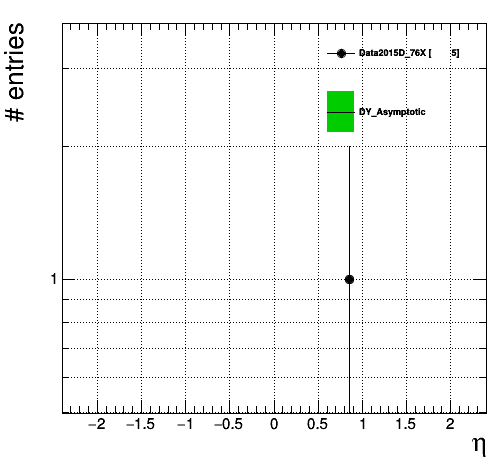 # entries
Data2015D_76X [ 5]
DY_Asymptotic
1
−2 −1.5 −1 −0.5 0 0.5 1 1.5 2
η